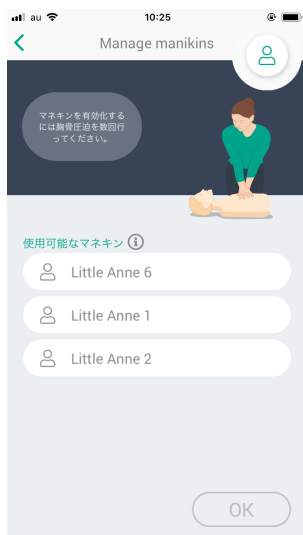 au
10:25
Manage manikins
マネキンを有効化する
には胸骨圧迫を数回行
ってください。
使用可能なマネキン
Little Anne 6
Little Anne 1
Little Anne 2
OK